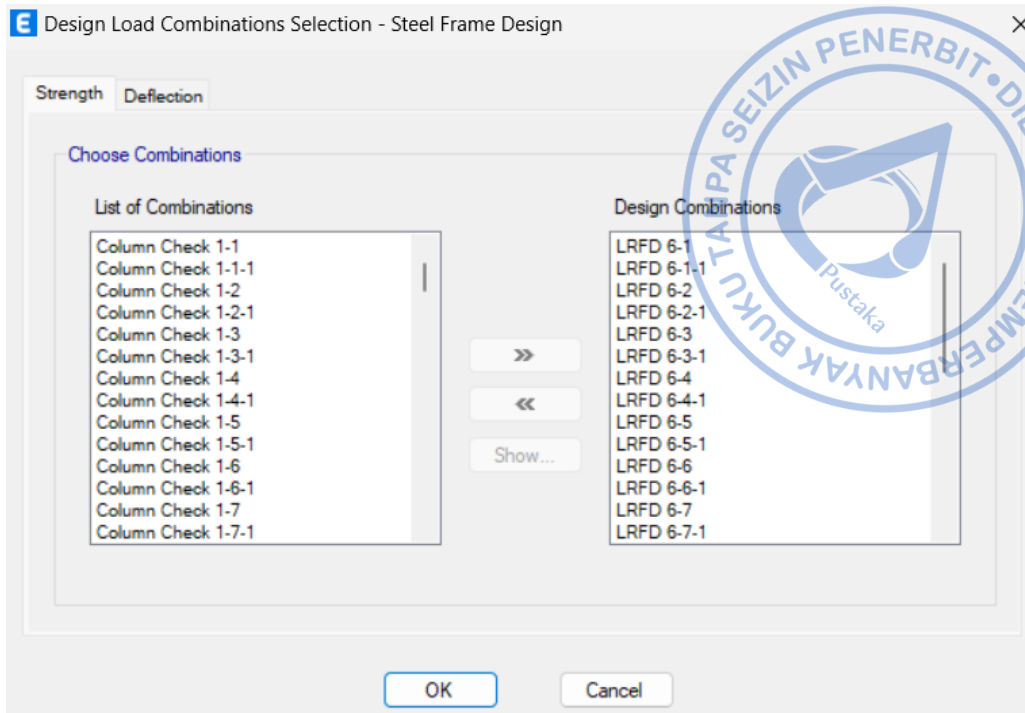 E Design Load Combinations Selection - Steel Frame Design
Strength Deflection
Choose Combinations
List of Combinations
Column Check 1-1
Column Check 1-1-1
Column Check 1-2
Column Check 1-2-1
Column Check 1-3
Column Check 1-3-1
Column Check 1-4
Column Check 1-4-1
Column Check 1-5
Column Check 1-5-1
Column Check 1-6
Column Check 1-6-1
Column Check 1-7
Column Check 1-7-1
>>
<<
Show...
Design Combinations
LRFD 6-1
LRFD 6-1-1
LRFD 6-2
LRFD 6-2-1
LRFD 6-3
LRFD 6-3-1
LRFD 6-4
LRFD 6-4-1
LRFD 6-5
LRFD 6-5-1
LRFD 6-6
LRFD 6-6-1
LRFD 6-7
LRFD 6-7-1
OK Cancel
TANPA SEIZIN PENERBIT
BUKU
Pustaka